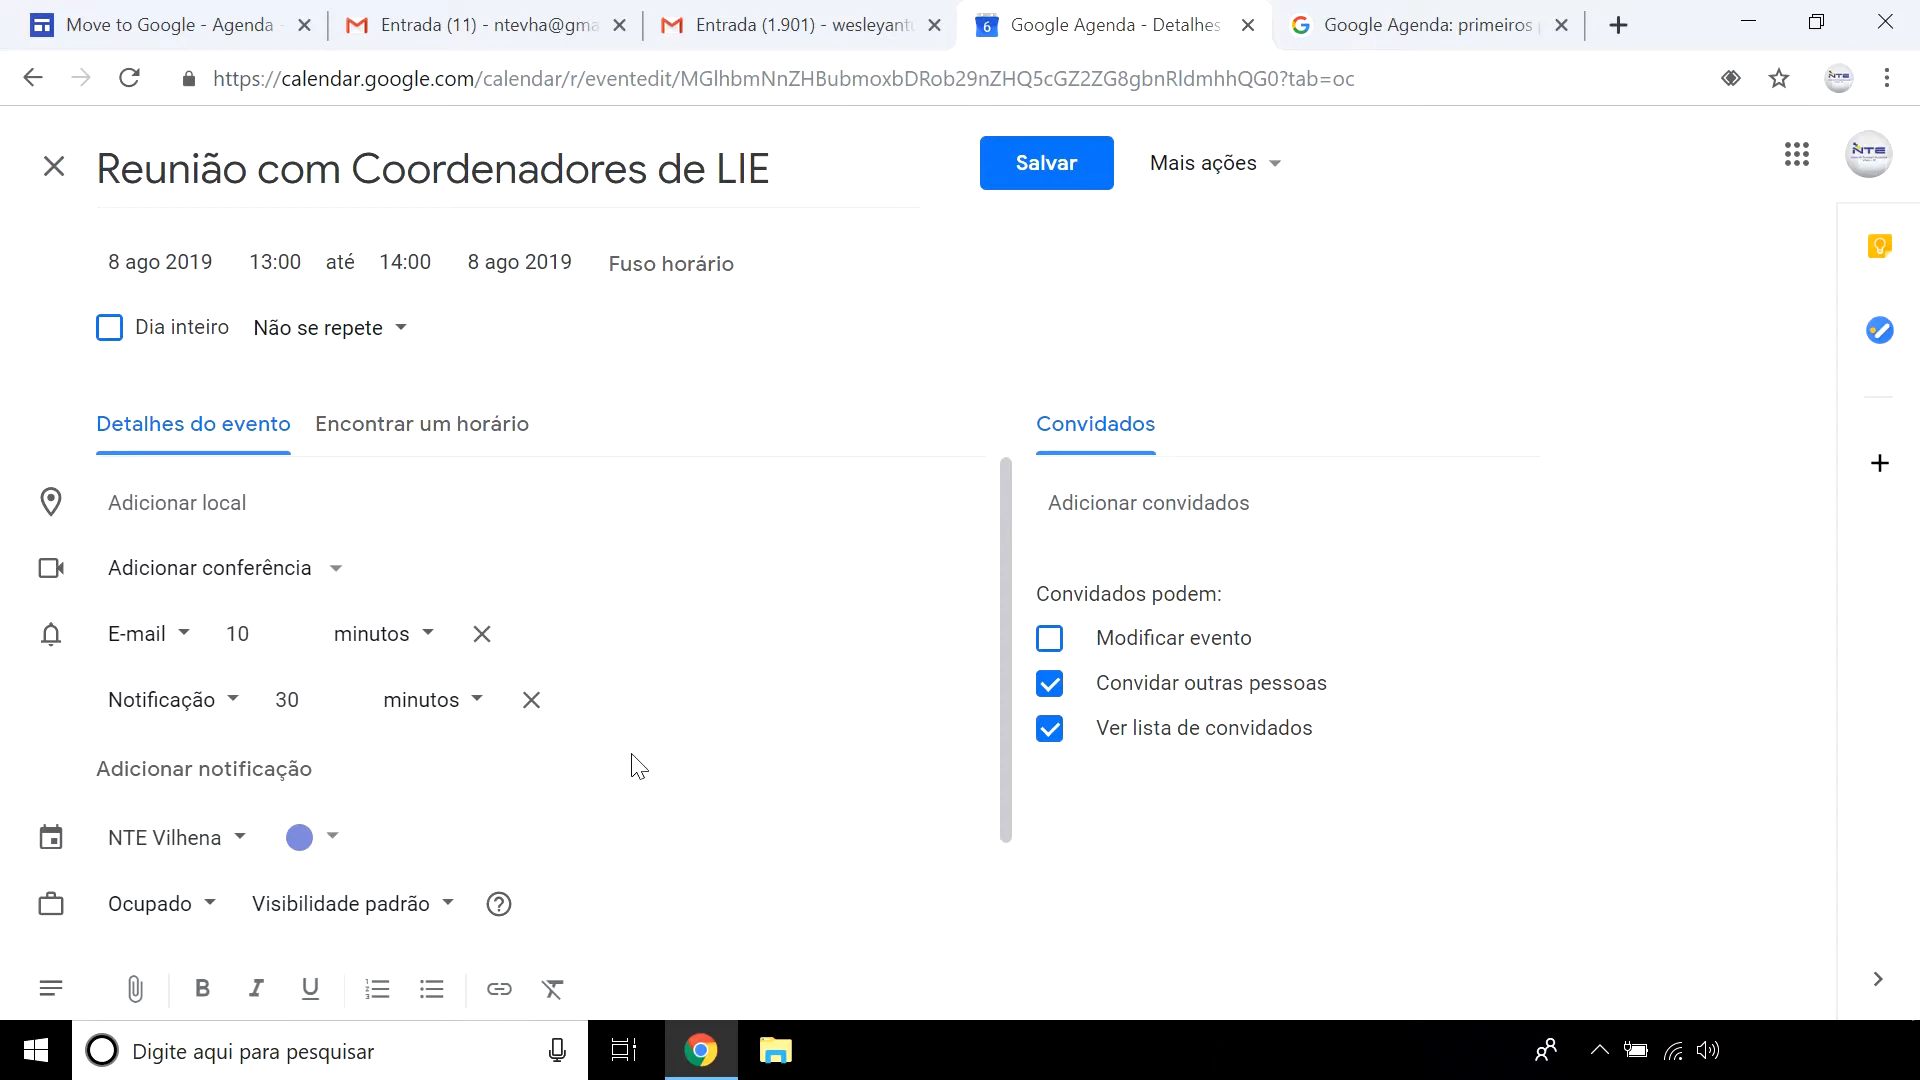 Move to Google - Agenda -
Entrada (11) - ntevha@gma
Entrada (1.901) - wesleyant
6
Google Agenda - Detalhes
Google Agenda: primeiros
https://calendar.google.com/calendar/r/eventedit/MGlhbmNnZHBubmoxbDRob29nZHQ5cGZ2ZG8gbnRldmhhQG0?tab=oc
Reunião com Coordenadores de LIE
Salvar
Mais ações
NTE
8 ago 2019 13:00 até 14:00 8 ago 2019 Fuso horário
Dia inteiro Não se repete
Detalhes do evento Encontrar um horário
Convidados
Adicionar local
Adicionar convidados
Adicionar conferência
Convidados podem:
E-mail 10 minutos
Modificar evento
Convidar outras pessoas
Notificação 30 minutos
Ver lista de convidados
Adicionar notificação
NTE Vilhena
Ocupado Visibilidade padrão
B I U
Digite aqui para pesquisar